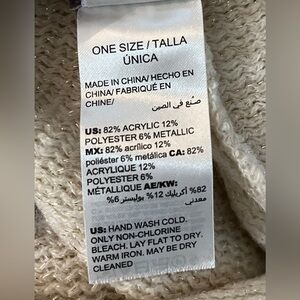 ONE SIZE / TALLA
ÚNICA
MADE IN CHINA/ HECHO EN
CHINA/ FABRIQUÉ EN
CHINE/
صنع في الصين
US: 82% ACRYLIC 12%
POLYESTER 6% METALLIC
MX: 82% acrílico 12%
poliéster 6% metálica CA: 82%
ACRYLIQUE 12%
POLYESTER 6%
MÉTALLIQUE AE/KW:
82% أكريليك 12% بوليستر 6%
معدني
US: HAND WASH COLD.
ONLY NON-CHLORINE
BLEACH. LAY FLAT TO DRY.
WARM IRON. MAY BE DRY
CLEANED